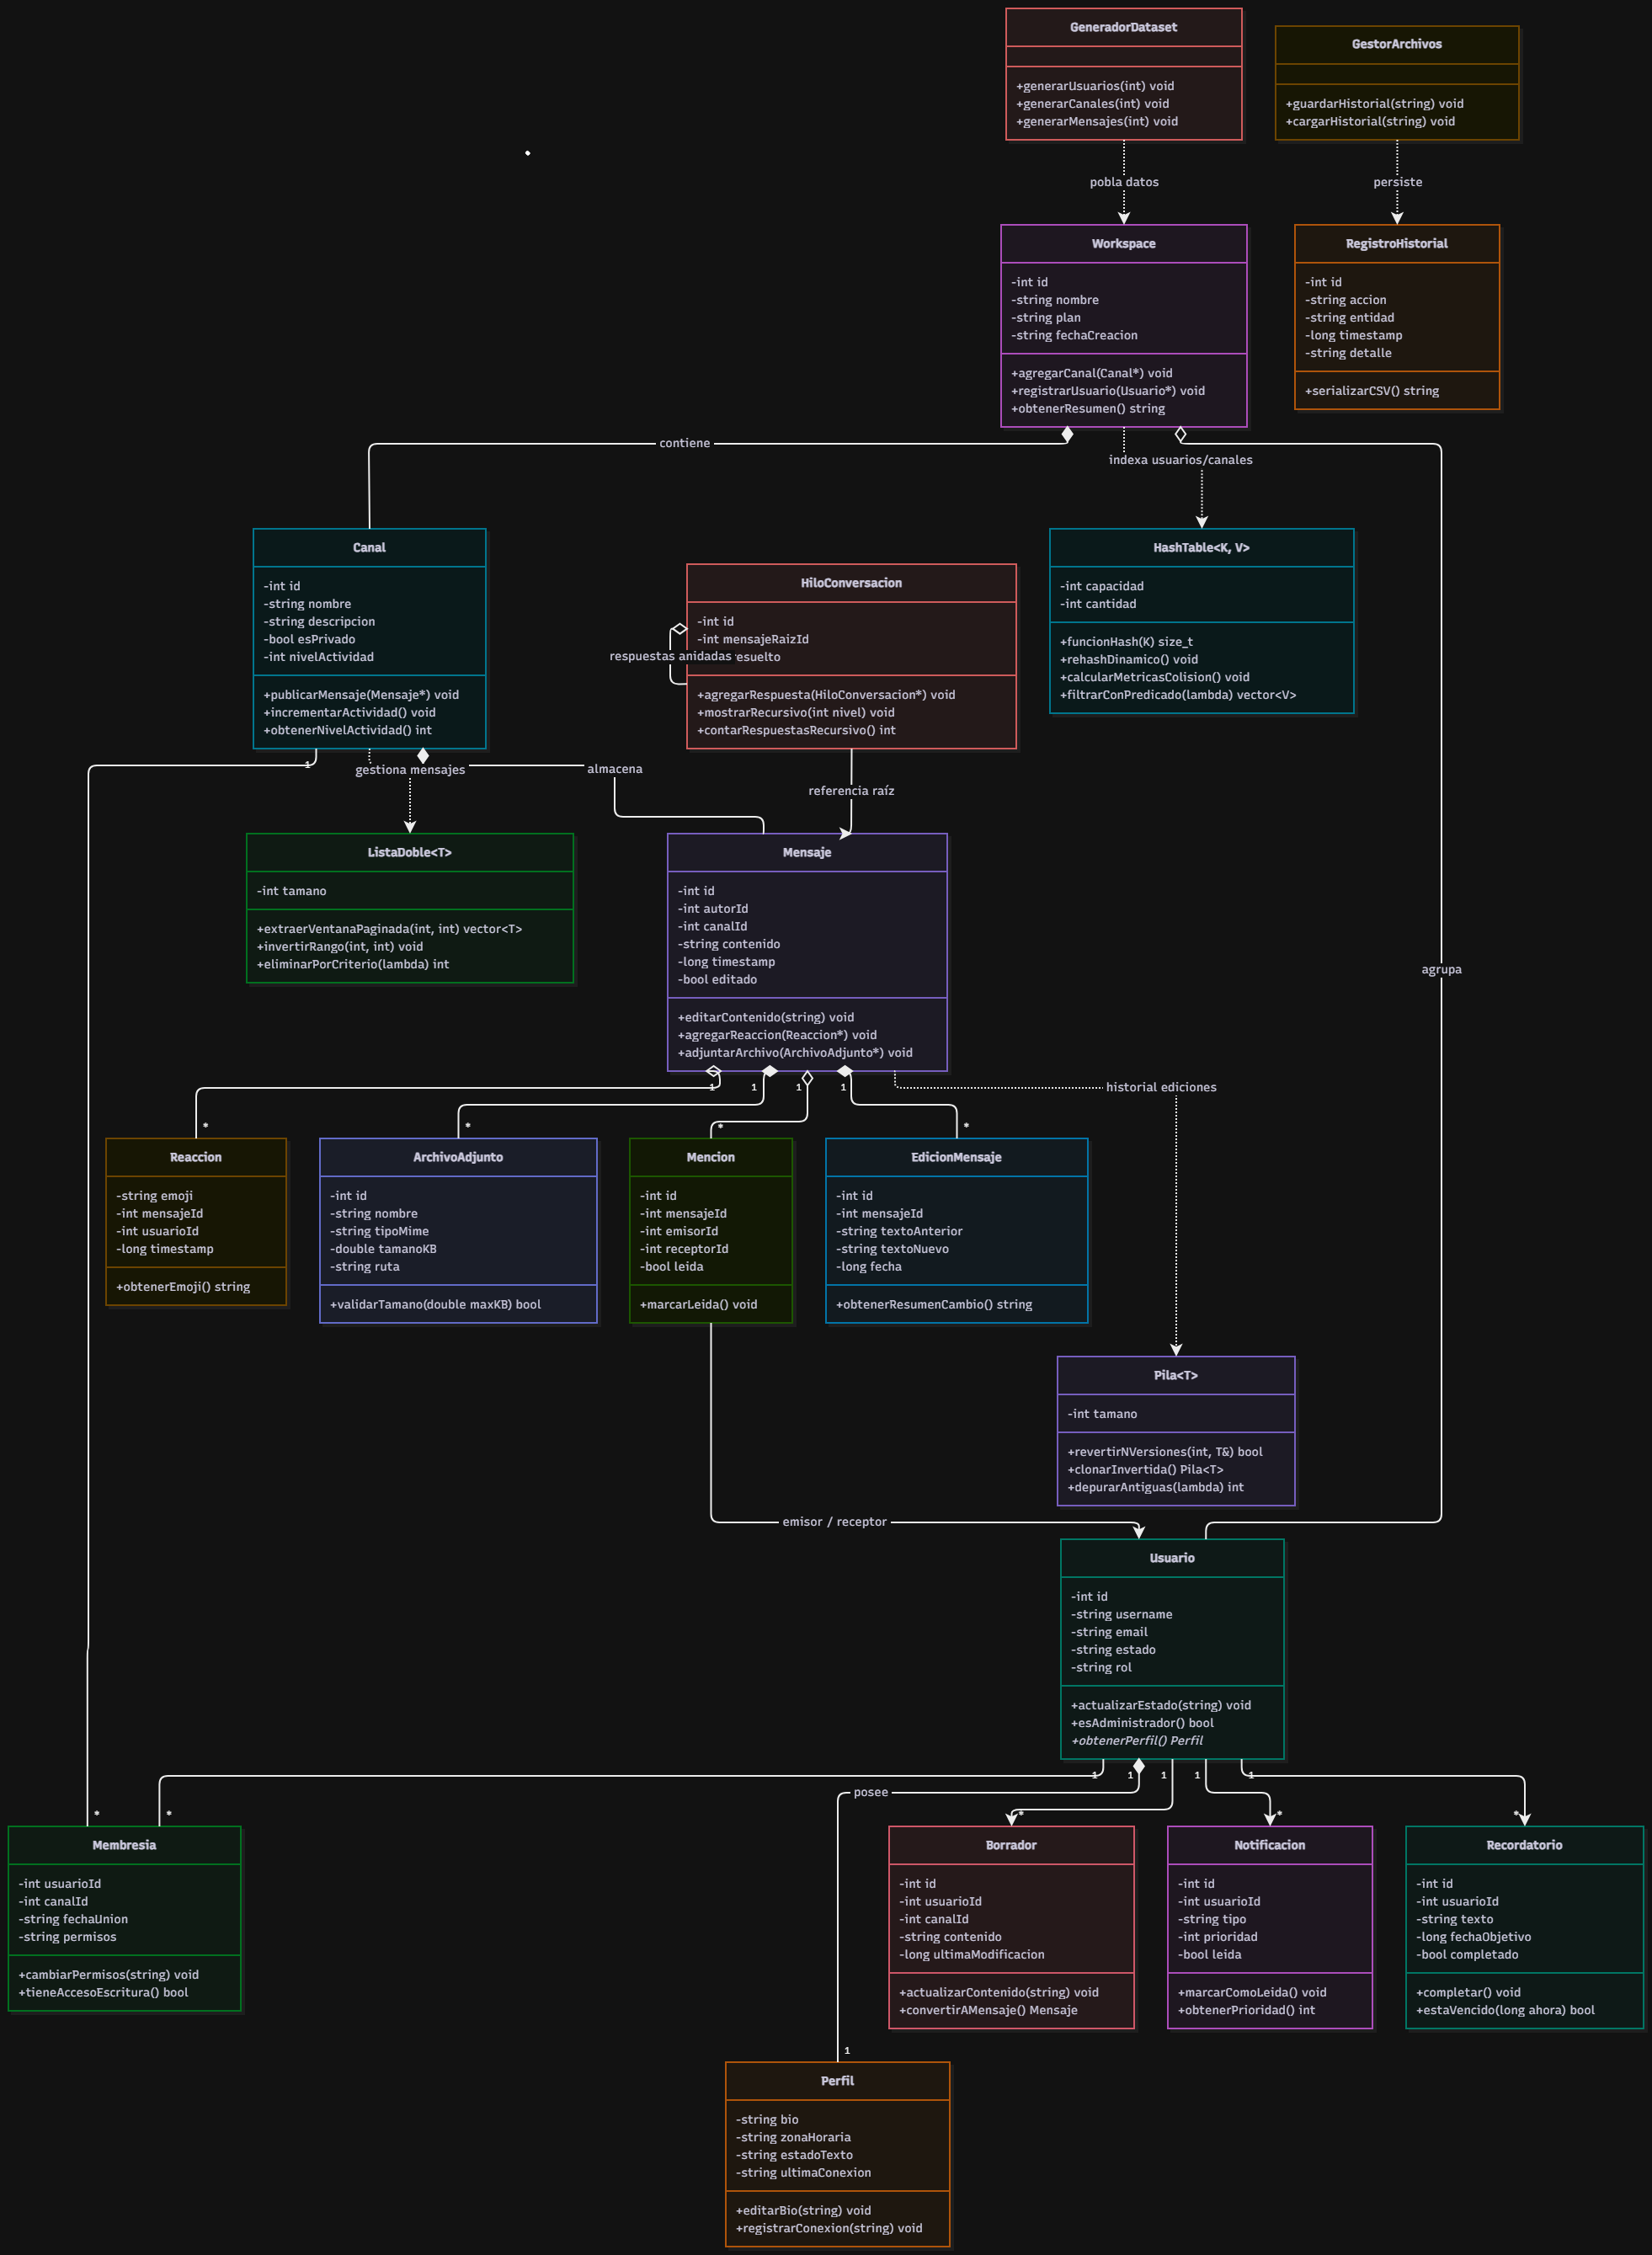 GeneradorDataset
+generarUsuarios(int) void
+generarCanales(int) void
+generarMensajes(int) void
GestorArchivos
+guardarHistorial(string) void
+cargarHistorial(string) void
pobla datos
persiste
Workspace
-int id
-string nombre
-string plan
-string fechaCreacion
+agregarCanal(Canal*) void
+registrarUsuario(Usuario*) void
+obtenerResumen() string
RegistroHistorial
-int id
-string accion
-string entidad
-long timestamp
-string detalle
+serializarCSV() string
contiene
indexa usuarios/canales
Canal
-int id
-string nombre
-string descripcion
-bool esPrivado
-int nivelActividad
+publicarMensaje(Mensaje*) void
+incrementarActividad() void
+obtenerNivelActividad() int
HiloConversacion
-int id
-int mensajeRaizId
respuestas anidadas
esuelto
+agregarRespuesta(HiloConversacion*) void
+mostrarRecursivo(int nivel) void
+contarRespuestasRecursivo() int
HashTable<K, V>
-int capacidad
-int cantidad
+funcionHash(K) size_t
+rehashDinamico() void
+calcularMetricasColision() void
+filtrarConPredicado(lambda) vector<V>
1
gestiona mensajes
almacena
referencia raíz
ListaDoble<T>
-int tamano
+extraerVentanaPaginada(int, int) vector<T>
+invertirRango(int, int) void
+eliminarPorCriterio(lambda) int
Mensaje
-int id
-int autorId
-int canalId
-string contenido
-long timestamp
-bool editado
+editarContenido(string) void
+agregarReaccion(Reaccion*) void
+adjuntarArchivo(ArchivoAdjunto*) void
agrupa
1
1
1
1
historial ediciones
*
*
*
*
Reaccion
-string emoji
-int mensajeId
-int usuarioId
-long timestamp
+obtenerEmoji() string
ArchivoAdjunto
-int id
-string nombre
-string tipoMime
-double tamanoKB
-string ruta
+validarTamano(double maxKB) bool
Mencion
-int id
-int mensajeId
-int emisorId
-int receptorId
-bool leida
+marcarLeida() void
EdicionMensaje
-int id
-int mensajeId
-string textoAnterior
-string textoNuevo
-long fecha
+obtenerResumenCambio() string
Pila<T>
-int tamano
+revertirNVersiones(int, T&) bool
+clonarInvertida() Pila<T>
+depurarAntiguas(lambda) int
emisor / receptor
Usuario
-int id
-string username
-string email
-string estado
-string rol
+actualizarEstado(string) void
+esAdministrador() bool
+obtenerPerfil() Perfil
1
1
1
1
1
posee
*
*
*
*
*
Membresia
-int usuarioId
-int canalId
-string fechaUnion
-string permisos
+cambiarPermisos(string) void
+tieneAccesoEscritura() bool
Borrador
-int id
-int usuarioId
-int canalId
-string contenido
-long ultimaModificacion
+actualizarContenido(string) void
+convertirAMensaje() Mensaje
Notificacion
-int id
-int usuarioId
-string tipo
-int prioridad
-bool leida
+marcarComoLeida() void
+obtenerPrioridad() int
Recordatorio
-int id
-int usuarioId
-string texto
-long fechaObjetivo
-bool completado
+completar() void
+estaVencido(long ahora) bool
1
Perfil
-string bio
-string zonaHoraria
-string estadoTexto
-string ultimaConexion
+editarBio(string) void
+registrarConexion(string) void